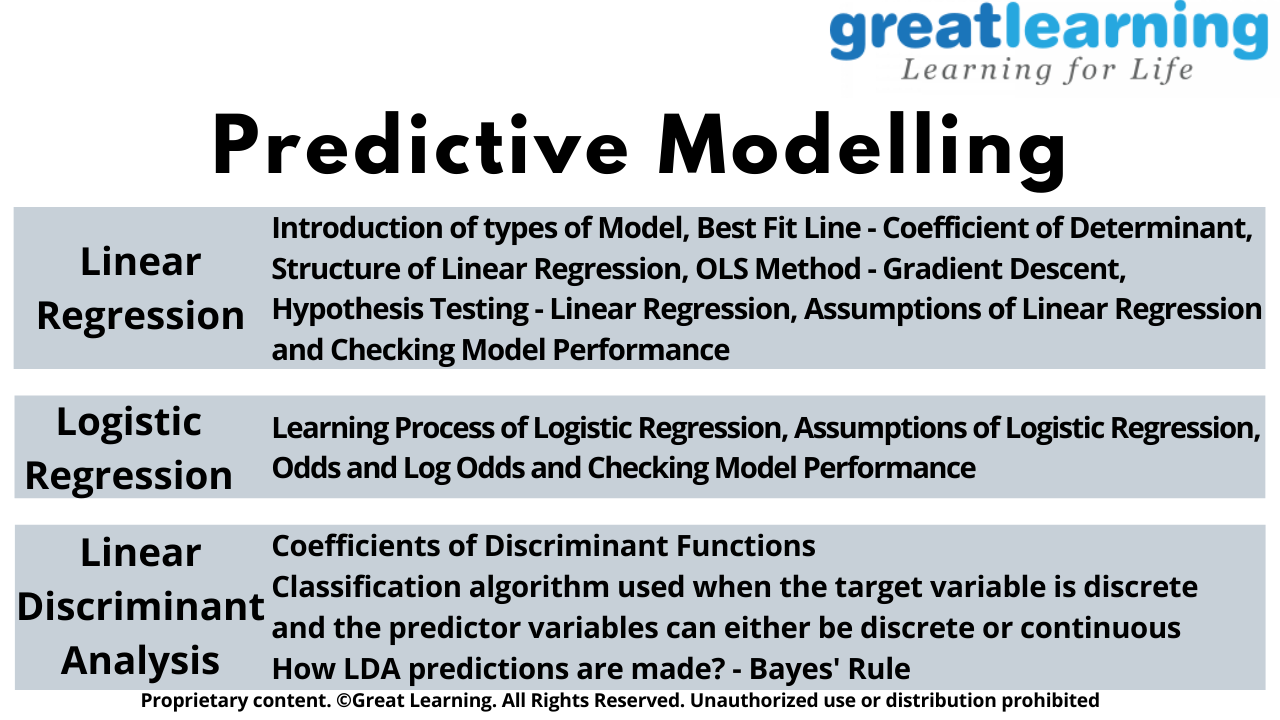 greatlearning
Learning for Life
Predictive Modelling
Linear
Regression
Introduction of types of Model, Best Fit Line - Coefficient of Determinant,
Structure of Linear Regression, OLS Method - Gradient Descent,
Hypothesis Testing - Linear Regression, Assumptions of Linear Regression
and Checking Model Performance
Logistic
Regression
Learning Process of Logistic Regression, Assumptions of Logistic Regression,
Odds and Log Odds and Checking Model Performance
Linear
Discriminant
Analysis
Coefficients of Discriminant Functions
Classification algorithm used when the target variable is discrete
and the predictor variables can either be discrete or continuous
How LDA predictions are made? - Bayes' Rule
Proprietary content. ©Great Learning. All Rights Reserved. Unauthorized use or distribution prohibited